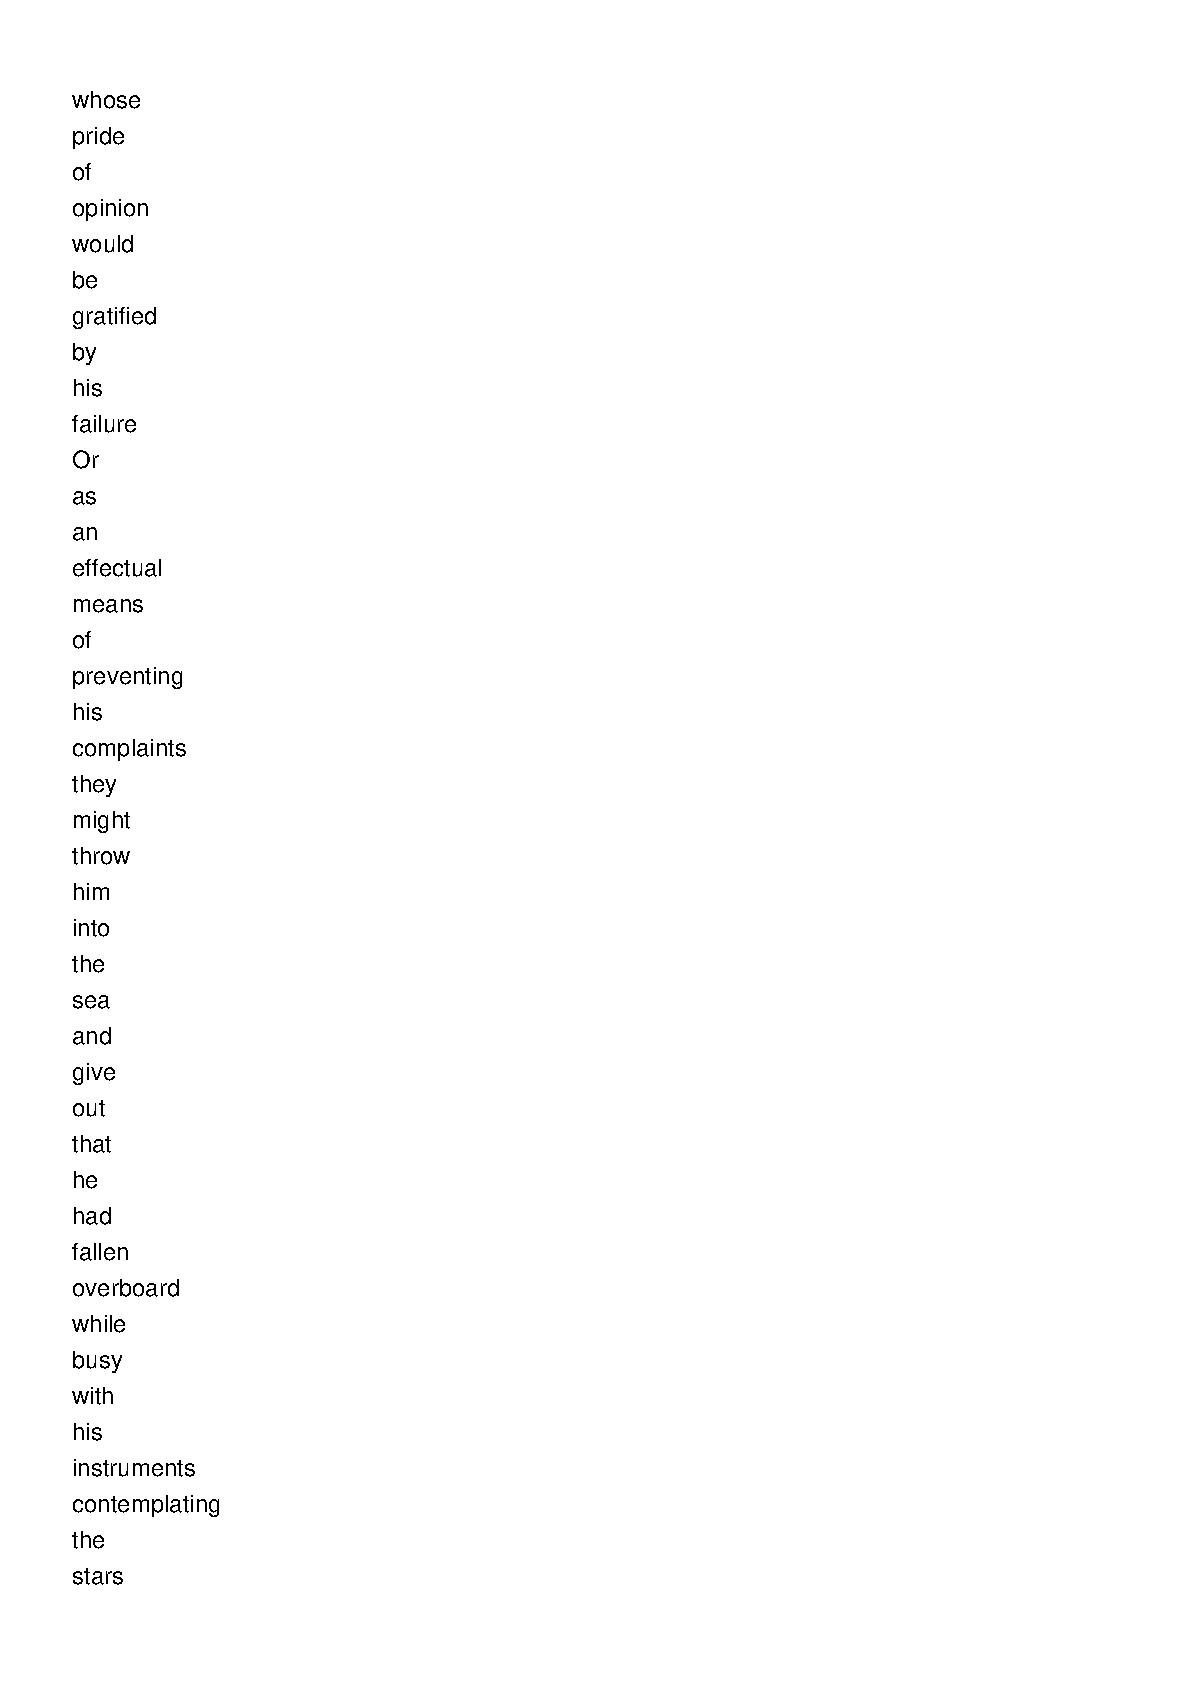 whose
pride
of
opinion
would
be
gratified
by
his
failure
Or
as
an
effectual
means
of
preventing
his
complaints
they
might
throw
him
into
the
sea
and
give
out
that
he
had
fallen
overboard
while
busy
with
his
instruments
contemplating
the
stars